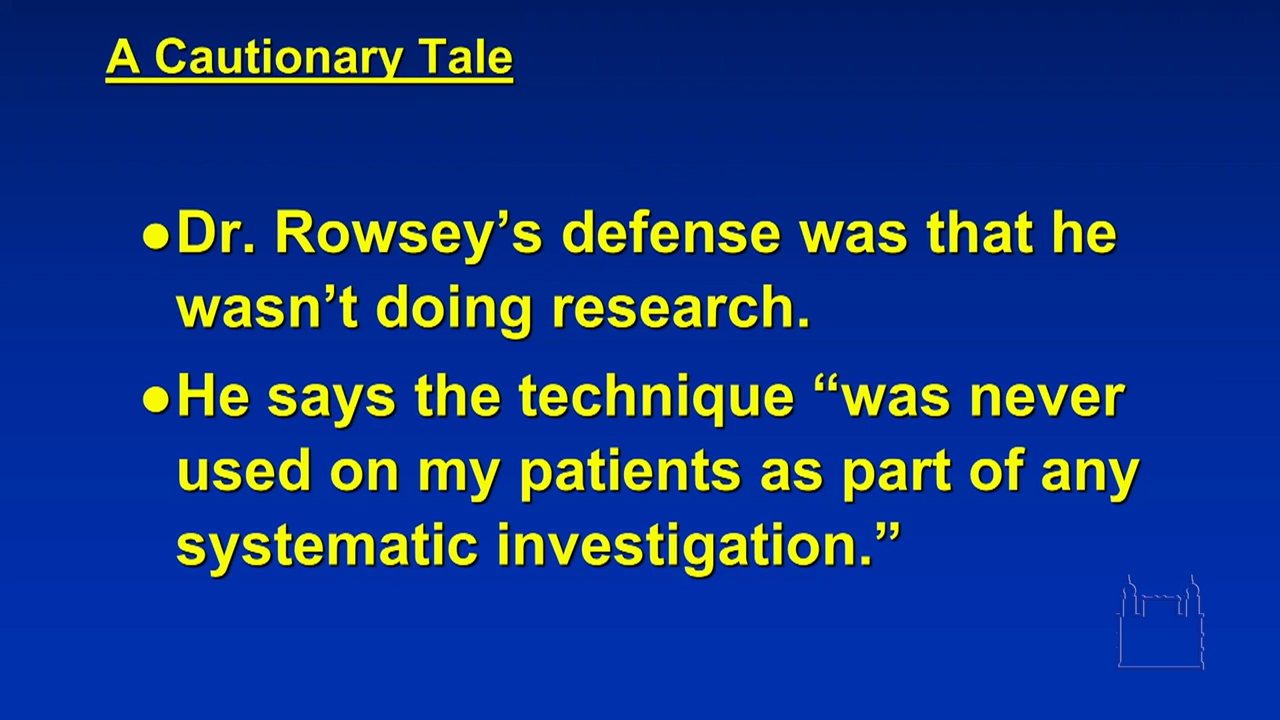 A Cautionary Tale
●Dr. Rowsey’s defense was that he
wasn’t doing research.
●He says the technique “was never
used on my patients as part of any
systematic investigation.”